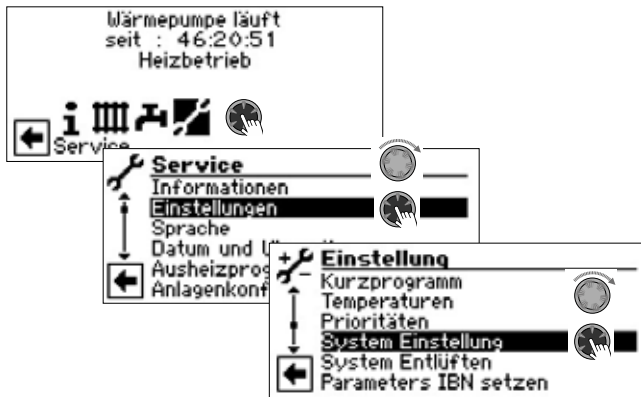 Wärmepumpe läuft
seit : 46:20:51
Heizbetrieb
Service
Service
Informationen
Einstellungen
Sprache
Datum und
Ausheizprog
Anlagenkonf
Einstellung
Kurzprogramm
Temperaturen
Prioritäten
System Einstellung
System Entlüften
Parameters IBN setzen